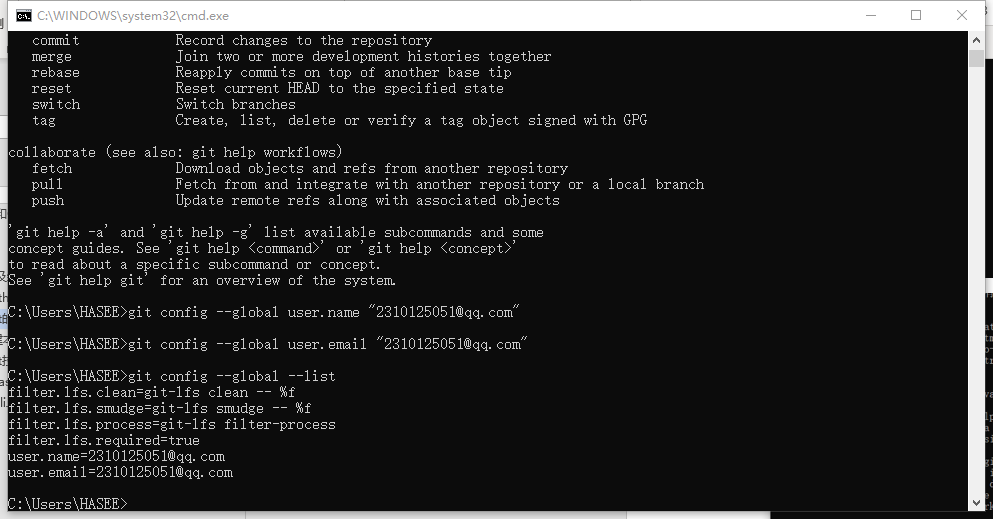 C:\WINDOWS\system32\cmd.exe
commit Record changes to the repository
merge Join two or more development histories together
rebase Reapply commits on top of another base tip
reset Reset current HEAD to the specified state
switch Switch branches
tag Create, list, delete or verify a tag object signed with GPG
collaborate (see also: git help workflows)
fetch Download objects and refs from another repository
pull Fetch from and integrate with another repository or a local branch
push Update remote refs along with associated objects
'git help -a' and 'git help -g' list available subcommands and some
concept guides. See 'git help <command>' or 'git help <concept>'
to read about a specific subcommand or concept.
See 'git help git' for an overview of the system.
C:\Users\HASEE>git config --global user.name "2310125051@qq.com"
C:\Users\HASEE>git config --global user.email "2310125051@qq.com"
C:\Users\HASEE>git config --global --list
filter.lfs.clean=git-lfs clean -- %f
filter.lfs.smudge=git-lfs smudge -- %f
filter.lfs.process=git-lfs filter-process
filter.lfs.required=true
user.name=2310125051@qq.com
user.email=2310125051@qq.com
C:\Users\HASEE>